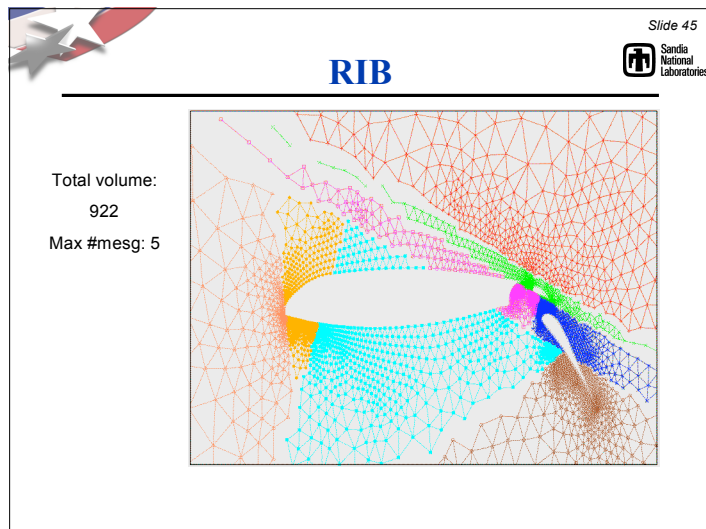 Slide 45
Sandia
National
Laboratories
RIB
Total volume:
922
Max #mesg: 5